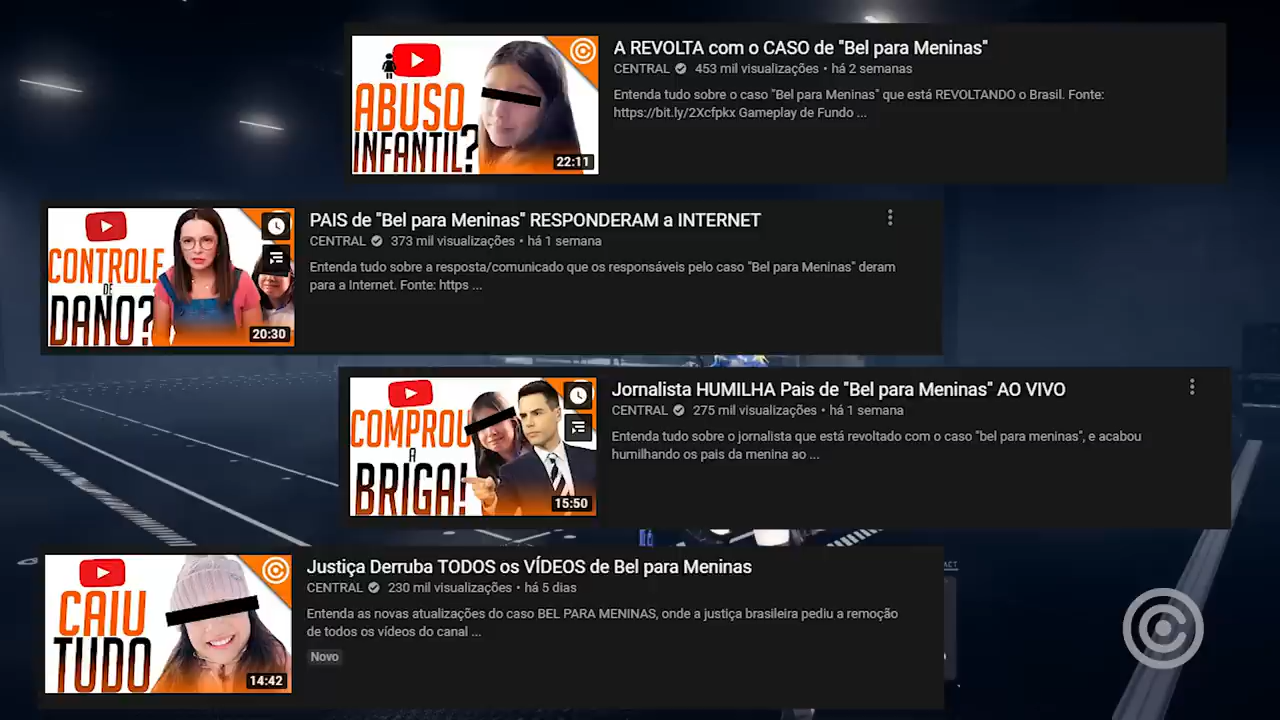 ABUSO
INFANTIL?
22:11
A REVOLTA com o CASO de "Bel para Meninas"
CENTRAL 453 mil visualizações • há 2 semanas
Entenda tudo sobre o caso "Bel para Meninas" que está REVOLTANDO o Brasil. Fonte:
https://bit.ly/2Xcfpkx Gameplay de Fundo ...
CONTROLE
DE
DANO?
20:30
PAIS de "Bel para Meninas" RESPONDERAM a INTERNET
CENTRAL 373 mil visualizações • há 1 semana
Entenda tudo sobre a resposta/comunicado que os responsáveis pelo caso "Bel para Meninas" deram
para a Internet. Fonte: https ...
COMPROU
A
BRIGA!
15:50
Jornalista HUMILHA Pais de "Bel para Meninas" AO VIVO
CENTRAL 275 mil visualizações • há 1 semana
Entenda tudo sobre o jornalista que está revoltado com o caso "bel para meninas", e acabou
humilhando os pais da menina ao ...
CAIU
TUDO
14:42
Justiça Derruba TODOS os VÍDEOS de Bel para Meninas
CENTRAL 230 mil visualizações • há 5 dias
Entenda as novas atualizações do caso BEL PARA MENINAS, onde a justiça brasileira pediu a remoção
de todos os vídeos do canal ...
Novo